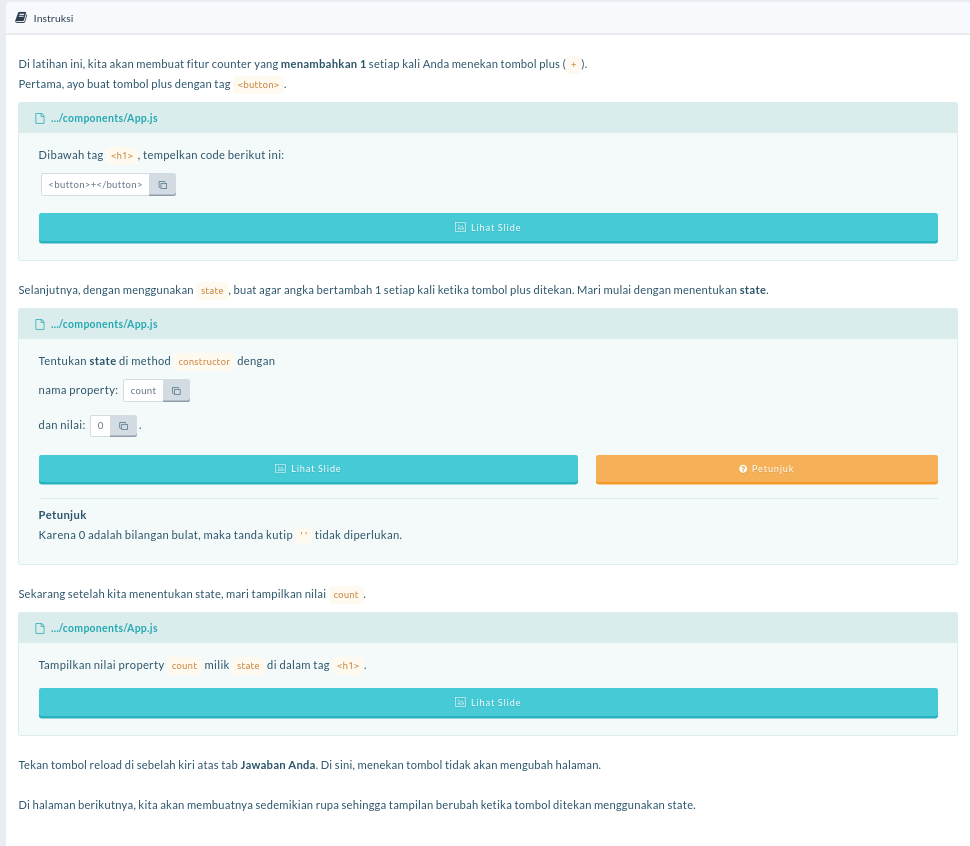 Instruksi
Di latihan ini, kita akan membuat fitur counter yang menambahkan 1 setiap kali Anda menekan tombol plus ( + ).
Pertama, ayo buat tombol plus dengan tag <button> .
.../components/App.js
Dibawah tag <h1> , tempelkan code berikut ini:
<button>+</button>
Lihat Slide
Selanjutnya, dengan menggunakan state , buat agar angka bertambah 1 setiap kali ketika tombol plus ditekan. Mari mulai dengan menentukan state.
.../components/App.js
Tentukan state di method constructor dengan
nama property: count
dan nilai: 0 .
Lihat Slide
Petunjuk
Petunjuk
Karena 0 adalah bilangan bulat, maka tanda kutip '' tidak diperlukan.
Sekarang setelah kita menentukan state, mari tampilkan nilai count .
.../components/App.js
Tampilkan nilai property count milik state di dalam tag <h1> .
Lihat Slide
Tekan tombol reload di sebelah kiri atas tab Jawaban Anda. Di sini, menekan tombol tidak akan mengubah halaman.
Di halaman berikutnya, kita akan membuatnya sedemikian rupa sehingga tampilan berubah ketika tombol ditekan menggunakan state.